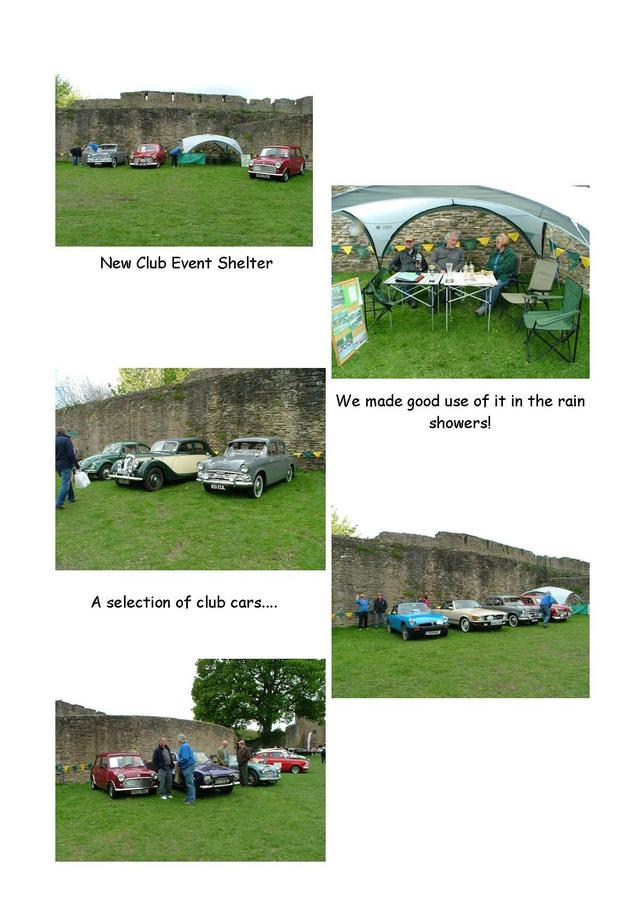 New Club Event Shelter
We made good use of it in the rain
showers!
A selection of club cars....